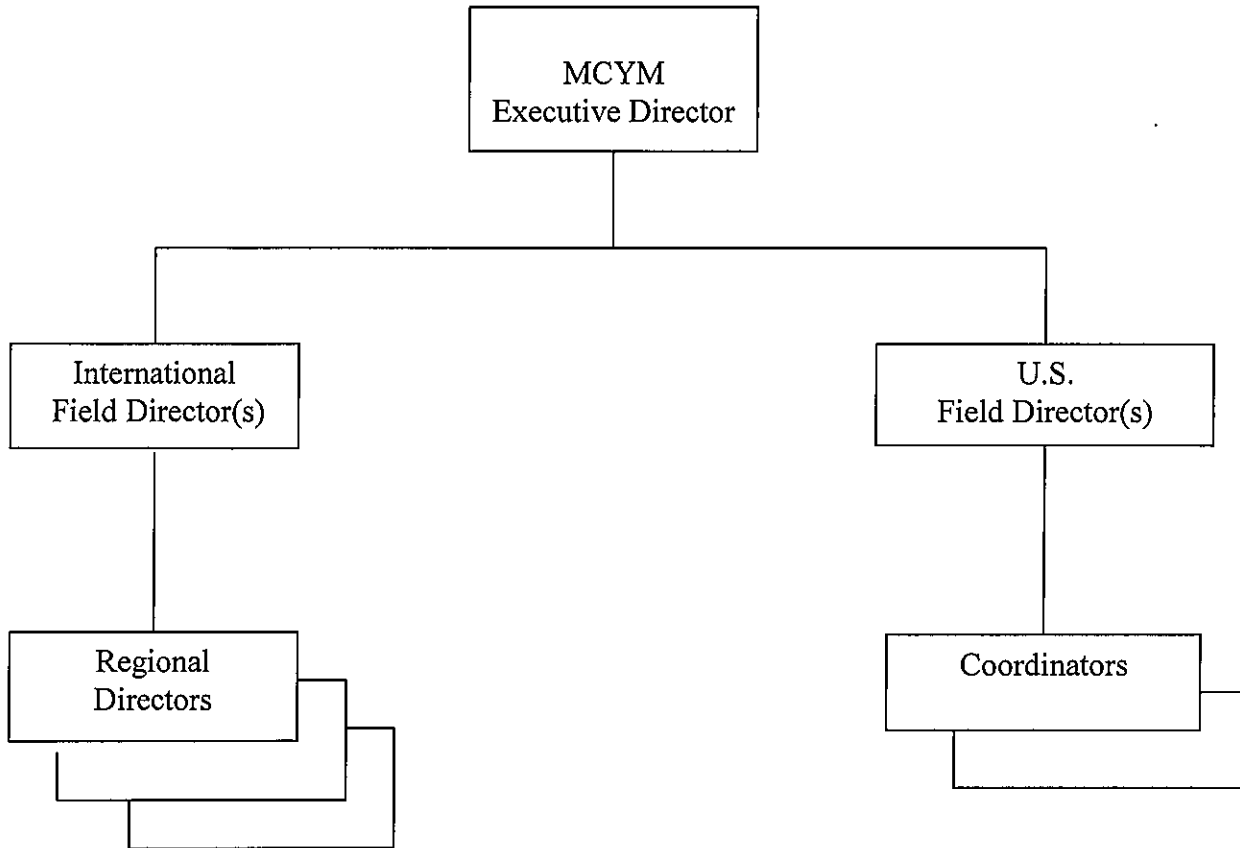 MCYM
Executive Director
International
Field Director(s)
U.S.
Field Director(s)
Regional
Directors
Coordinators